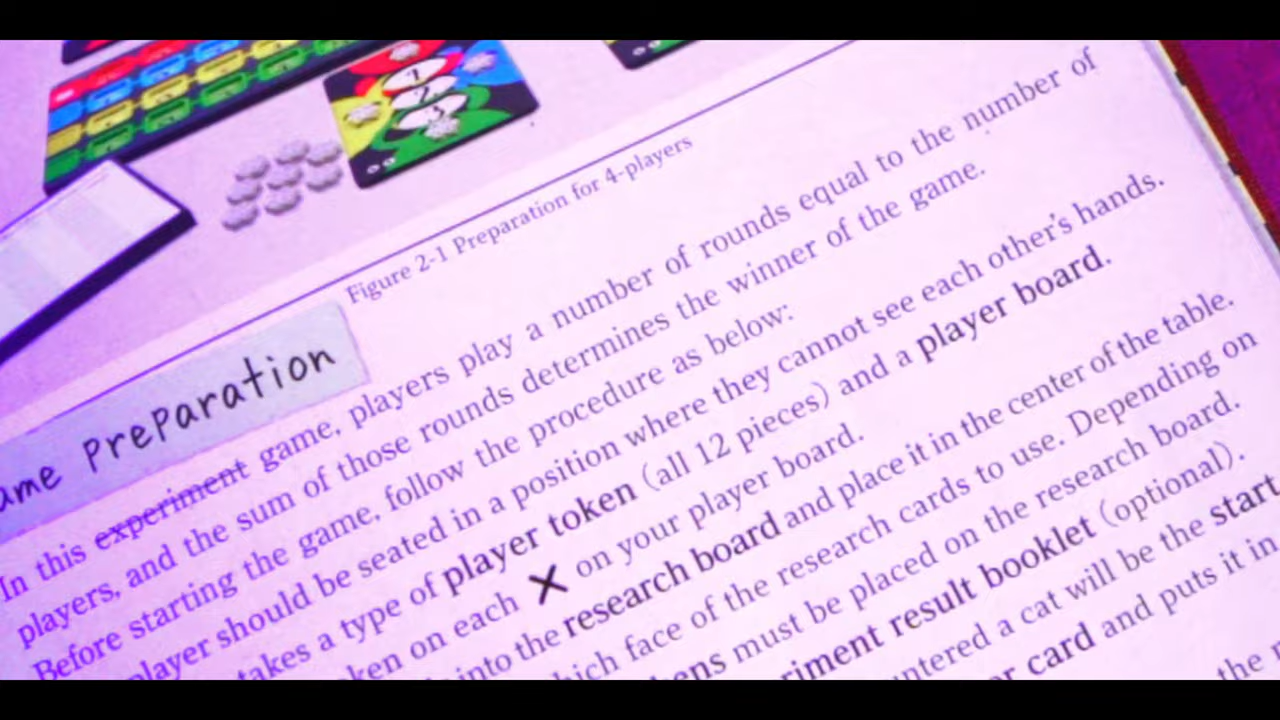 Figure 2-1 Preparation for 4-players
ame Preparation
In this experiment game, players play a number of rounds equal to the number of
players, and the sum of those rounds determines the winner of the game.
Before starting the game, follow the procedure as below:
player should be seated in a position where they cannot see each other's hands.
takes a type of player token (all 12 pieces) and a player board.
ken on each X on your player board.
into the research board and place it in the center of the table.
hich face of the research cards to use. Depending on
kens must be placed on the research board.
riment result booklet (optional).
ntered a cat will be the start
r card and puts it in
the